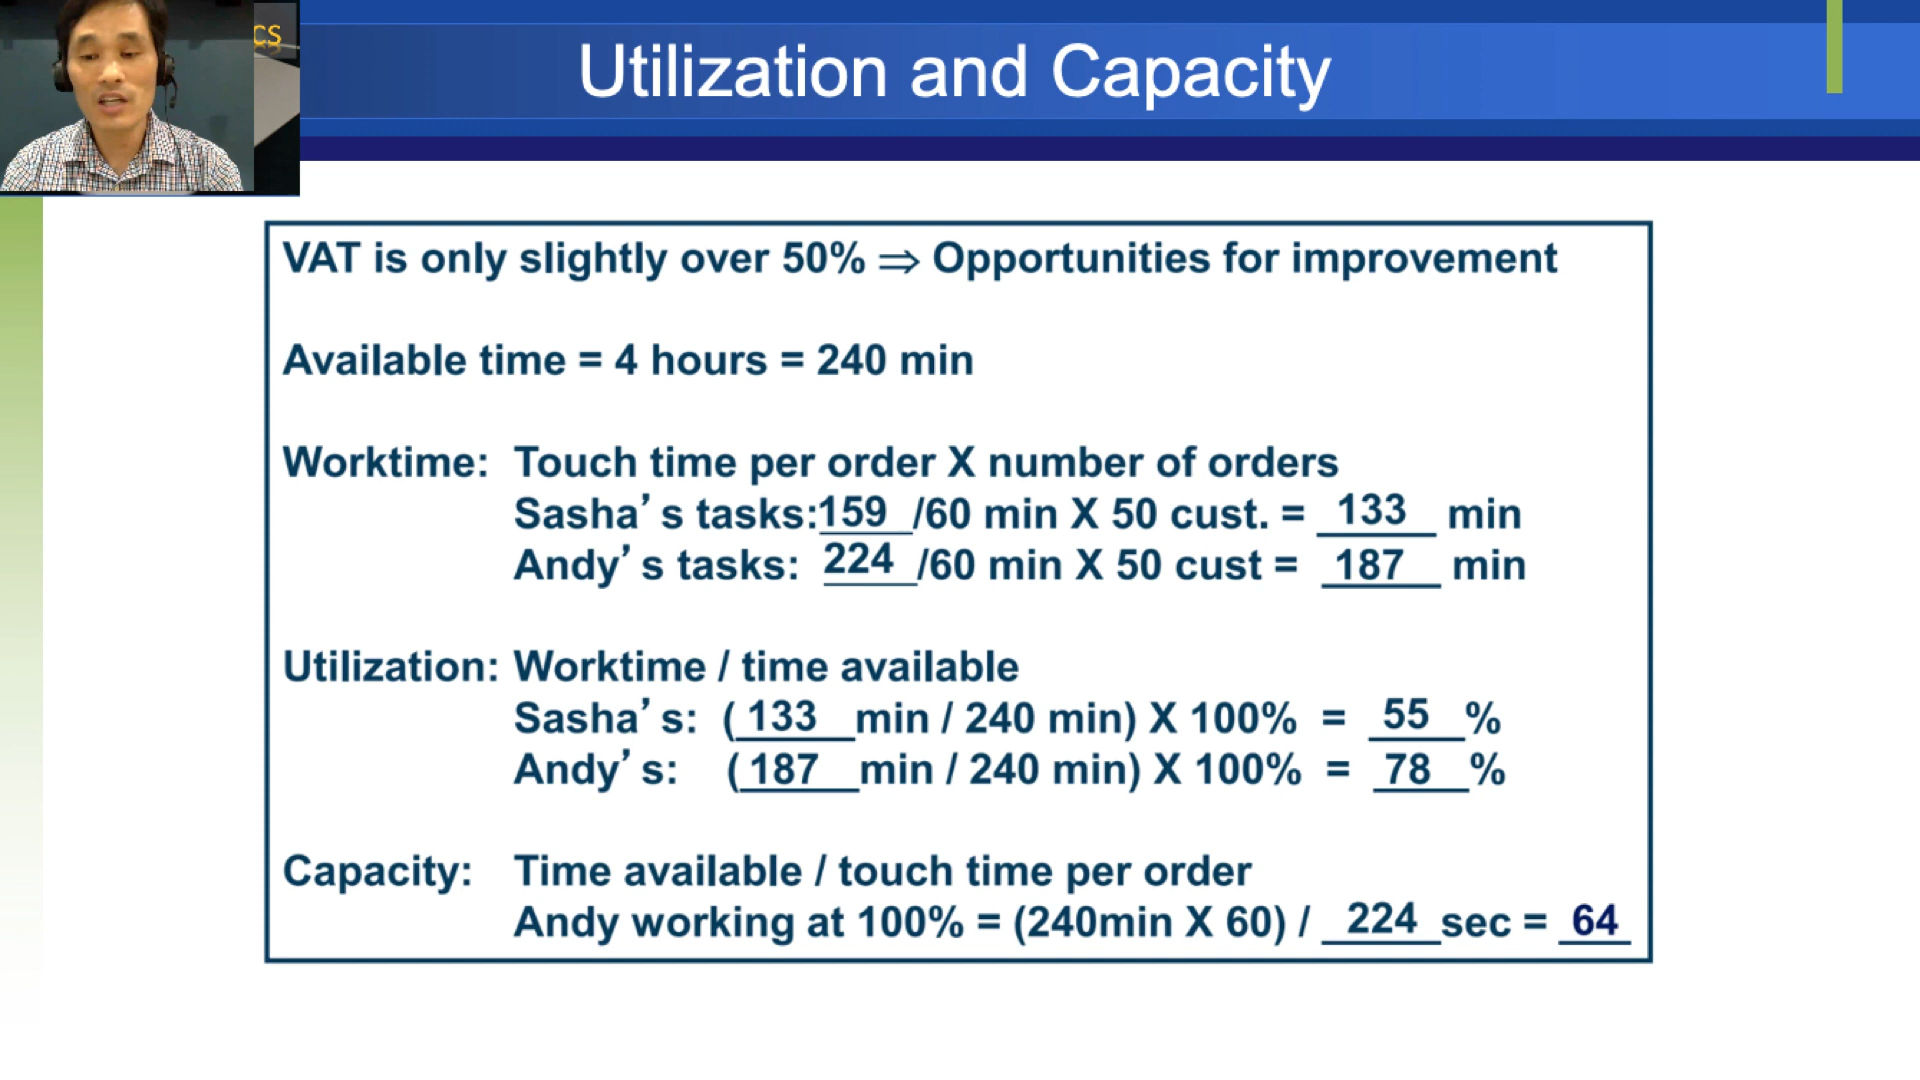 CS
Utilization and Capacity
VAT is only slightly over 50% ⇒ Opportunities for improvement
Available time = 4 hours = 240 min
Worktime: Touch time per order X number of orders
Sasha’s tasks:159 /60 min X 50 cust. = 133 min
Andy’s tasks: 224 /60 min X 50 cust = 187 min
Utilization: Worktime / time available
Sasha’s: ( 133 min / 240 min) X 100% = 55 %
Andy’s: ( 187 min / 240 min) X 100% = 78 %
Capacity: Time available / touch time per order
Andy working at 100% = (240min X 60) / 224 sec = 64